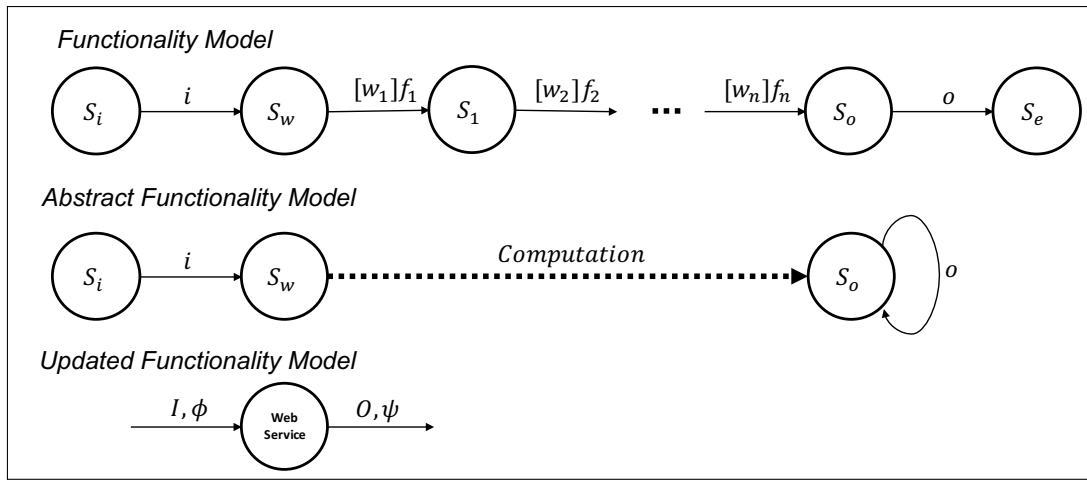 Functionality Model
S_i i S_w [w_1]f_1 S_1 [w_2]f_2 ... [w_n]f_n S_o o S_e
Abstract Functionality Model
S_i i S_w Computation S_o o
Updated Functionality Model
I, ϕ Web Service O, ψ